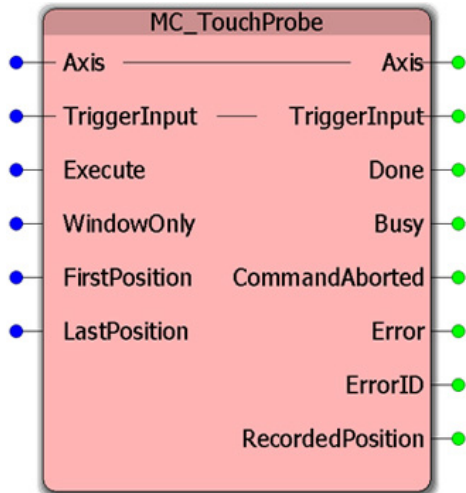 MC_TouchProbe
Axis Axis
TriggerInput TriggerInput
Execute Done
WindowOnly Busy
FirstPosition CommandAborted
LastPosition Error
ErrorID
RecordedPosition